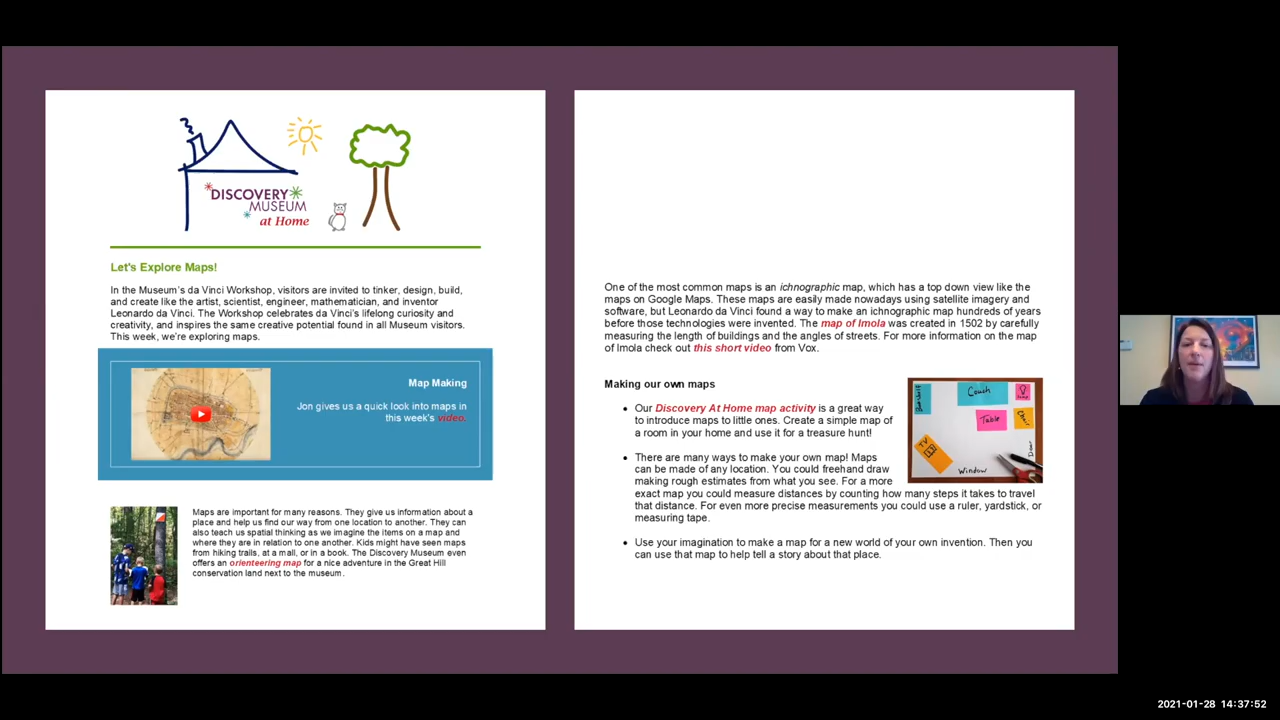 DISCOVERY
MUSEUM
at Home
Let's Explore Maps!
In the Museum's da Vinci Workshop, visitors are invited to tinker, design, build,
and create like the artist, scientist, engineer, mathematician, and inventor
Leonardo da Vinci. The Workshop celebrates da Vinci's lifelong curiosity and
creativity, and inspires the same creative potential found in all Museum visitors.
This week, we're exploring maps.
Map Making
Jon gives us a quick look into maps in
this week's video.
Maps are important for many reasons. They give us information about a
place and help us find our way from one location to another. They can
also teach us spatial thinking as we imagine the items on a map and
where they are in relation to one another. Kids might have seen maps
from hiking trails, at a mall, or in a book. The Discovery Museum even
offers an orienteering map for a nice adventure in the Great Hill
conservation land next to the museum.
One of the most common maps is an ichnographic map, which has a top down view like the
maps on Google Maps. These maps are easily made nowadays using satellite imagery and
software, but Leonardo da Vinci found a way to make an ichnographic map hundreds of years
before those technologies were invented. The map of Imola was created in 1502 by carefully
measuring the length of buildings and the angles of streets. For more information on the map
of Imola check out this short video from Vox.
Making our own maps
• Our Discovery At Home map activity is a great way
to introduce maps to little ones. Create a simple map of
a room in your home and use it for a treasure hunt!
• There are many ways to make your own map! Maps
can be made of any location. You could freehand draw
making rough estimates from what you see. For a more
exact map you could measure distances by counting how many steps it takes to travel
that distance. For even more precise measurements you could use a ruler, yardstick, or
measuring tape.
• Use your imagination to make a map for a new world of your own invention. Then you
can use that map to help tell a story about that place.
Couch
Table
Chair
TV
Door
Window
2021-01-28 14:37:52